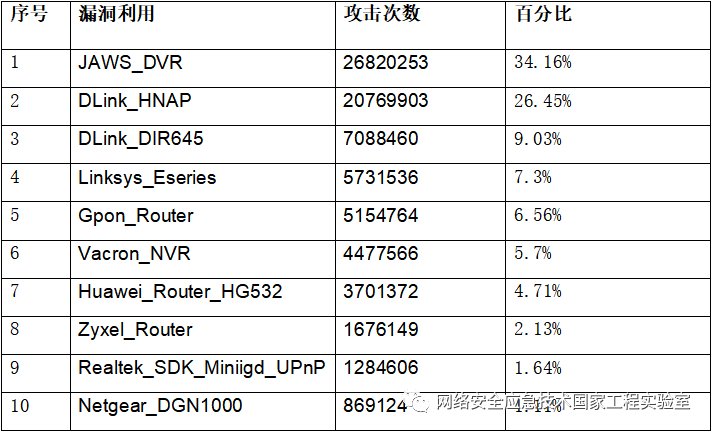 序号 漏洞利用 攻击次数 百分比
1 JAWS_DVR 26820253 34.16%
2 DLink_HNAP 20769903 26.45%
3 DLink_DIR645 7088460 9.03%
4 Linksys_Eseries 5731536 7.3%
5 Gpon_Router 5154764 6.56%
6 Vacron_NVR 4477566 5.7%
7 Huawei_Router_HG532 3701372 4.71%
8 Zyxel_Router 1676149 2.13%
9 Realtek_SDK_Miniigd_UPnP 1284606 1.64%
10 Netgear_DGN1000 869124
网络安全应急技术国家工程实验室